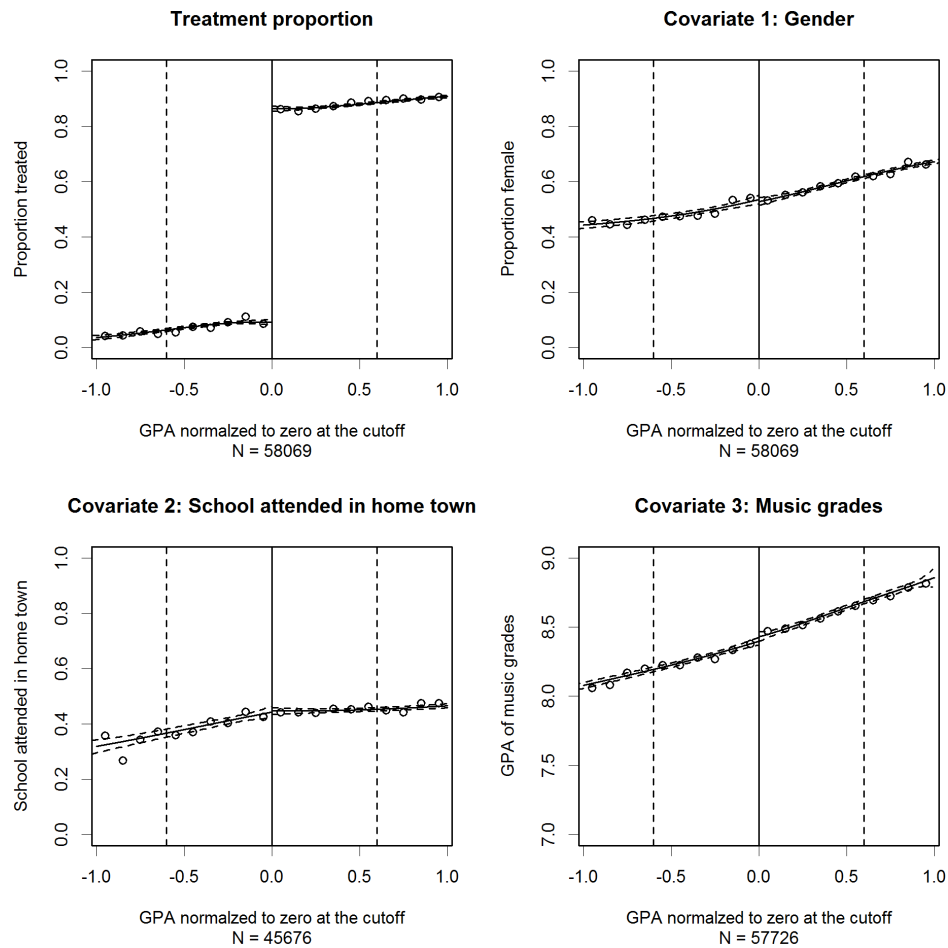 Treatment proportion
Proportion treated
1.0
0.8
0.6
0.4
0.2
0.0
-1.0 -0.5 0.0 0.5 1.0
GPA normalzed to zero at the cutoff
N = 58069
Covariate 1: Gender
Proportion female
1.0
0.8
0.6
0.4
0.2
0.0
-1.0 -0.5 0.0 0.5 1.0
GPA normalzed to zero at the cutoff
N = 58069
Covariate 2: School attended in home town
School attended in home town
1.0
0.8
0.6
0.4
0.2
0.0
-1.0 -0.5 0.0 0.5 1.0
GPA normalzed to zero at the cutoff
N = 45676
Covariate 3: Music grades
GPA of music grades
9.0
8.5
8.0
7.5
7.0
-1.0 -0.5 0.0 0.5 1.0
GPA normalzed to zero at the cutoff
N = 57726